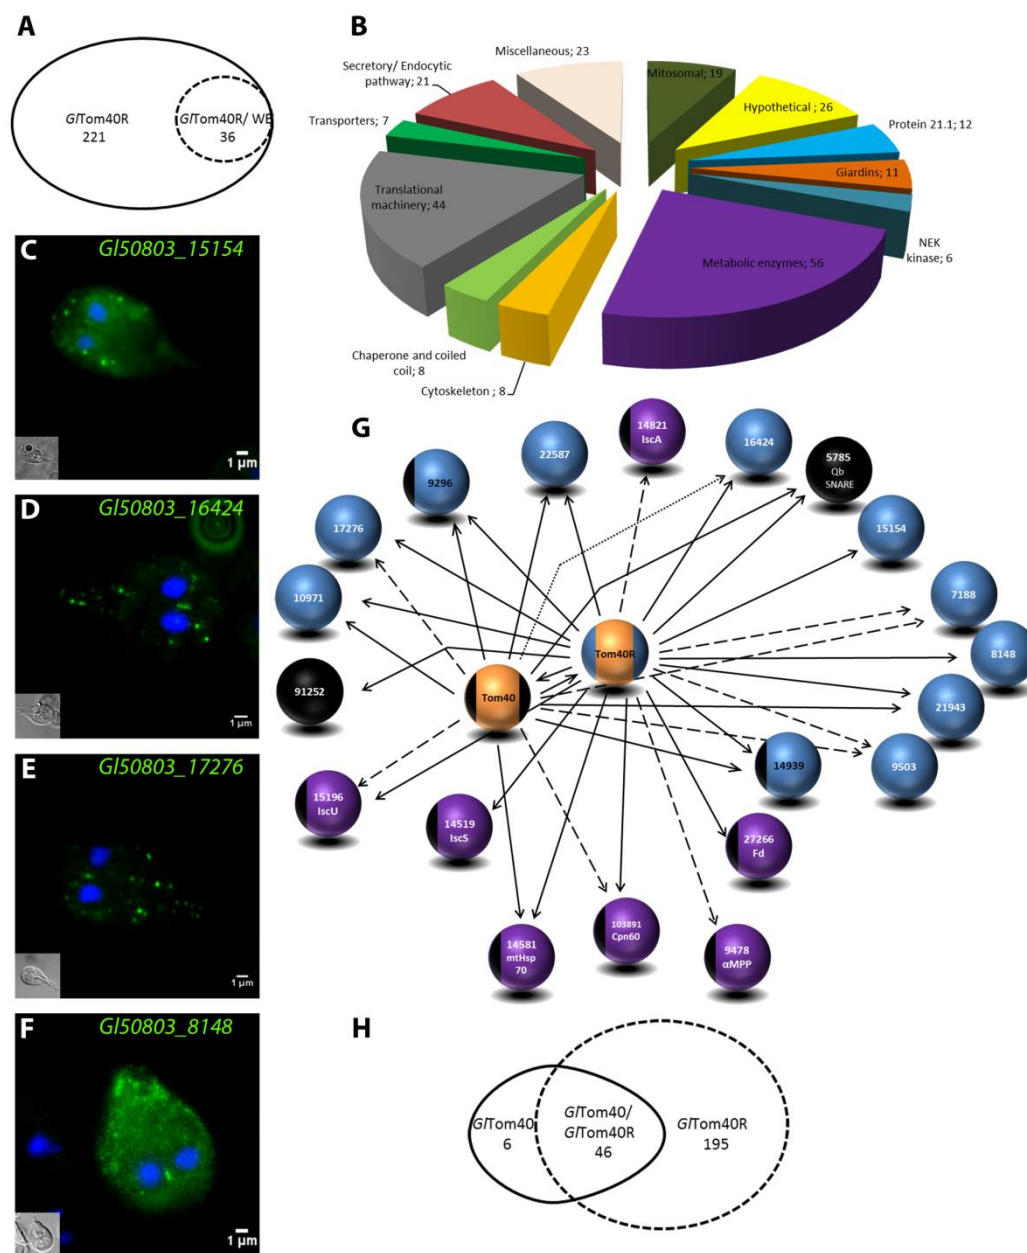 A
GlTom40R
221
GlTom40R/ WB
36
B
Miscellaneous; 23
Mitosomal; 19
Secretory/ Endocytic
pathway; 21
Hypothetical ; 26
Transporters; 7
Protein 21.1; 12
Giardins; 11
Translational
machinery; 44
NEK
kinase; 6
Metabolic enzymes; 56
Chaperone and coiled
coil; 8
Cytoskeleton ; 8
C
Gl50803_15154
1 µm
D
Gl50803_16424
1 µm
E
Gl50803_17276
1 µm
F
Gl50803_8148
1 µm
G
14821
IscA
16424
22587
5785
Qb
SNARE
9296
17276
15154
10971
7188
8148
Tom40R
91252
Tom40
21943
14939
9503
15196
IscU
14519
IscS
27266
Fd
103891
Cpn60
14581
mtHsp
70
9478
αMPP
H
GlTom40
6
GlTom40/
GlTom40R
46
GlTom40R
195